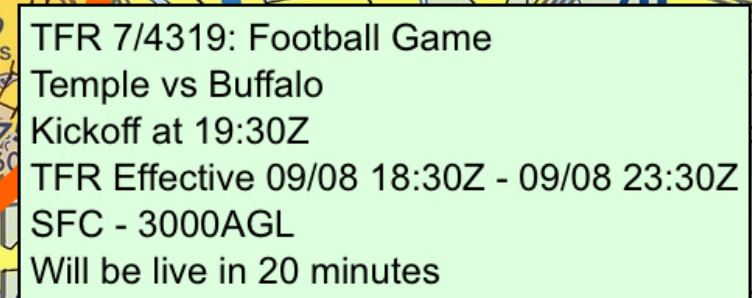 TFR 7/4319: Football Game
Temple vs Buffalo
Kickoff at 19:30Z
TFR Effective 09/08 18:30Z - 09/08 23:30Z
SFC - 3000AGL
Will be live in 20 minutes